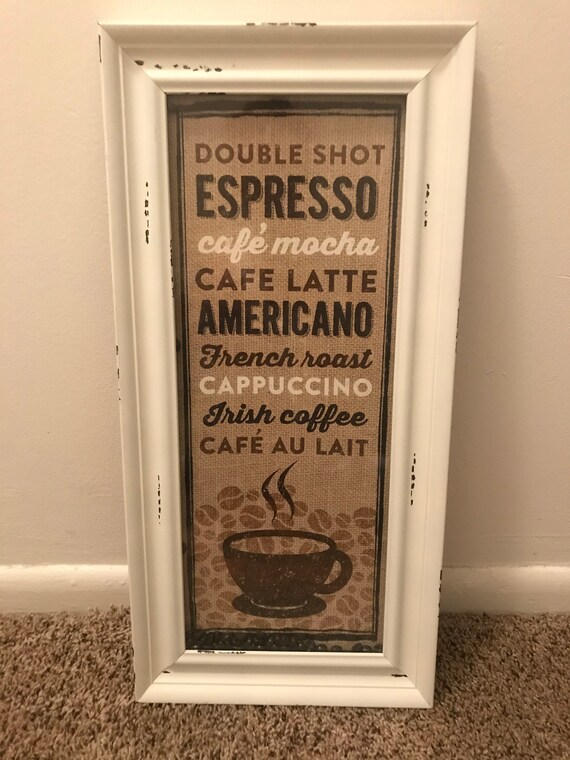 DOUBLE SHOT
ESPRESSO
café mocha
CAFE LATTE
AMERICANO
French roast
CAPPUCCINO
Irish coffee
CAFÉ AU LAIT